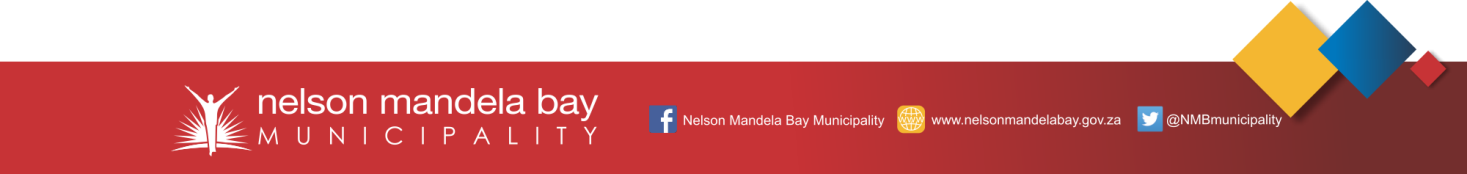 nelson mandela bay
MUNICIPALITY
Nelson Mandela Bay Municipality
www.nelsonmandelabay.gov.za
@NMBmunicipality